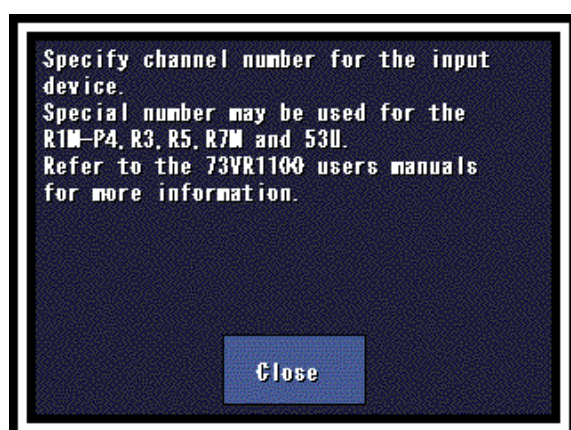 Specify channel number for the input
device.
Special number may be used for the
R1M-P4, R3, R5, R7M and 53U.
Refer to the 73VR1100 users manuals
for more information.
Close